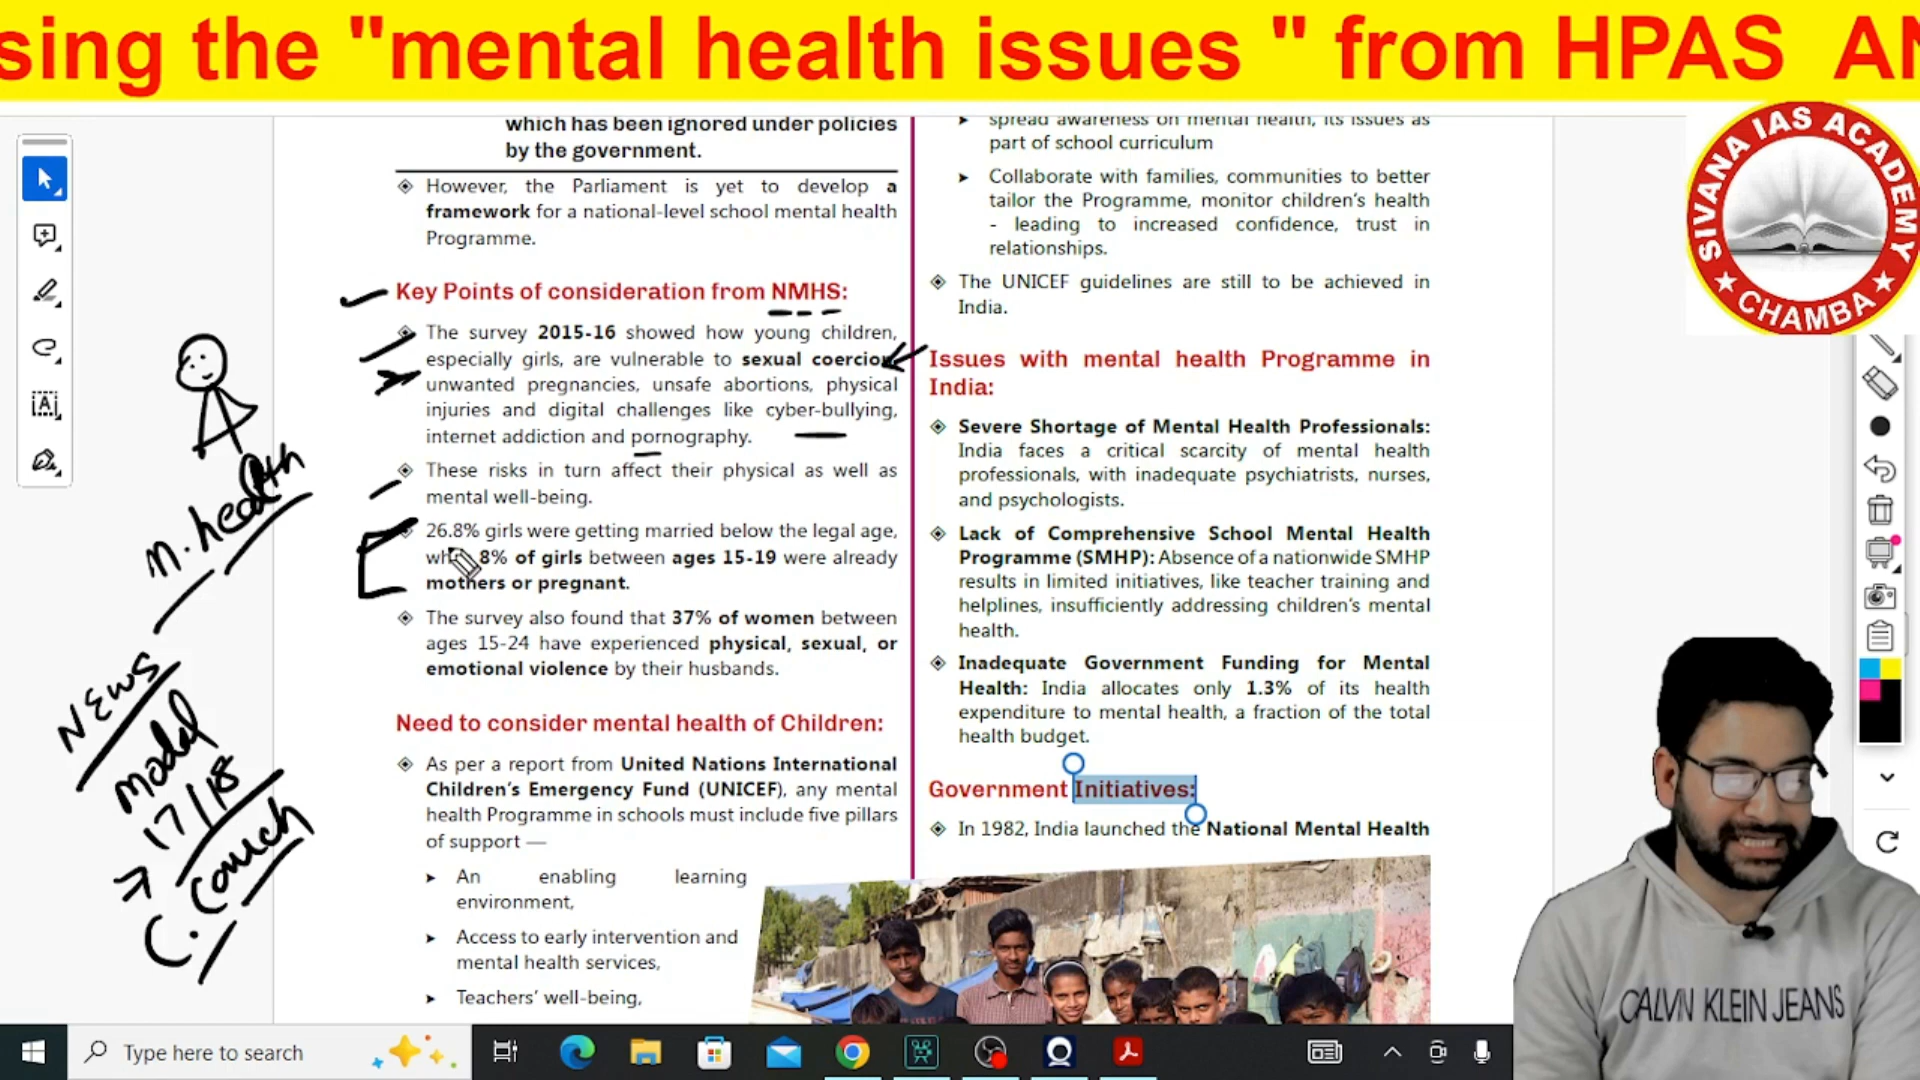 sing the "mental health issues " from HPAS AN
SIVANA IAS ACADEMY
CHAMBA
which has been ignored under policies
by the government.
However, the Parliament is yet to develop a
framework for a national-level school mental health
Programme.
Key Points of consideration from NMHS:
The survey 2015-16 showed how young children,
especially girls, are vulnerable to sexual coercion
unwanted pregnancies, unsafe abortions, physical
injuries and digital challenges like cyber-bullying,
internet addiction and pornography.
These risks in turn affect their physical as well as
mental well-being.
26.8% girls were getting married below the legal age,
8% of girls between ages 15-19 were already
mothers or pregnant.
The survey also found that 37% of women between
ages 15-24 have experienced physical, sexual, or
emotional violence by their husbands.
Need to consider mental health of Children:
As per a report from United Nations International
Children's Emergency Fund (UNICEF), any mental
health Programme in schools must include five pillars
of support —
An enabling learning
environment,
Access to early intervention and
mental health services,
Teachers' well-being,
spread awareness on mental health, its issues as
part of school curriculum
Collaborate with families, communities to better
tailor the Programme, monitor children's health
- leading to increased confidence, trust in
relationships.
The UNICEF guidelines are still to be achieved in
India.
Issues with mental health Programme in
India:
Severe Shortage of Mental Health Professionals:
India faces a critical scarcity of mental health
professionals, with inadequate psychiatrists, nurses,
and psychologists.
Lack of Comprehensive School Mental Health
Programme (SMHP): Absence of a nationwide SMHP
results in limited initiatives, like teacher training and
helplines, insufficiently addressing children's mental
health.
Inadequate Government Funding for Mental
Health: India allocates only 1.3% of its health
expenditure to mental health, a fraction of the total
health budget.
Government Initiatives:
In 1982, India launched the National Mental Health
M. health
NEWS
model
17/18
C. Couch
CALVIN KLEIN JEANS
Type here to search